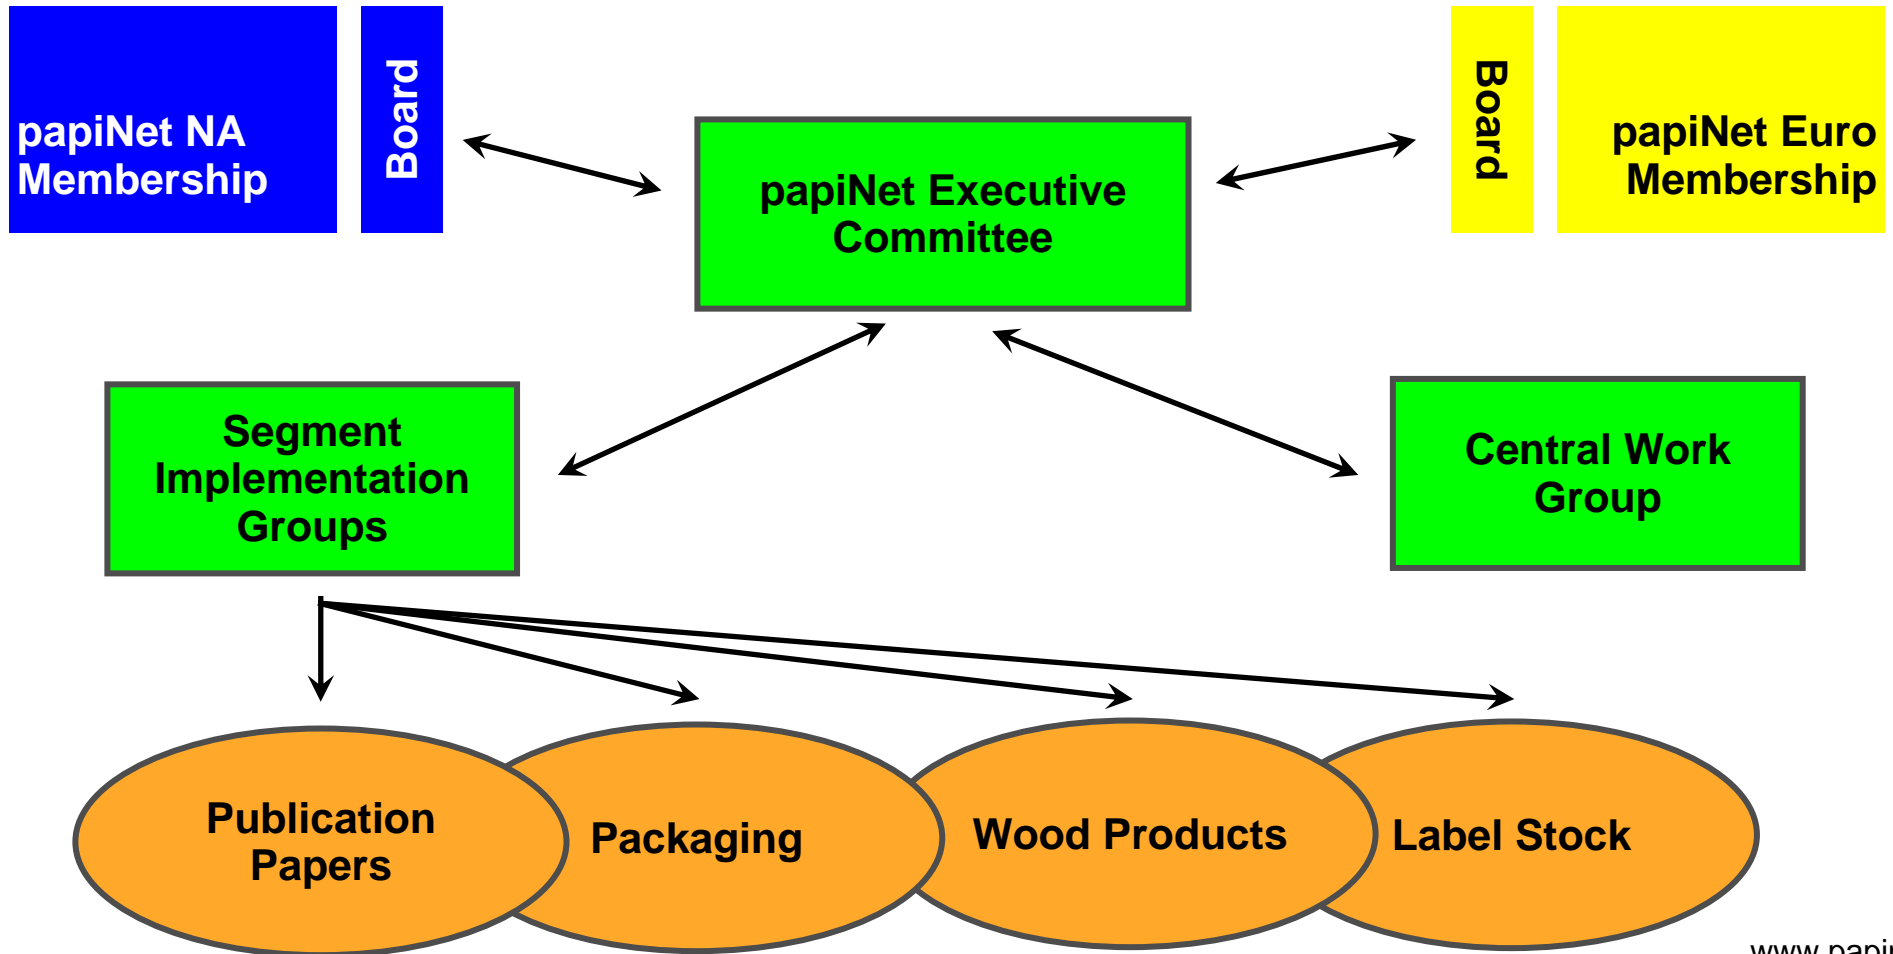 papiNet NA
Membership
Board
papiNet Executive
Committee
Board
papiNet Euro
Membership
Segment
Implementation
Groups
Central Work
Group
Publication
Papers
Packaging
Wood Products
Label Stock